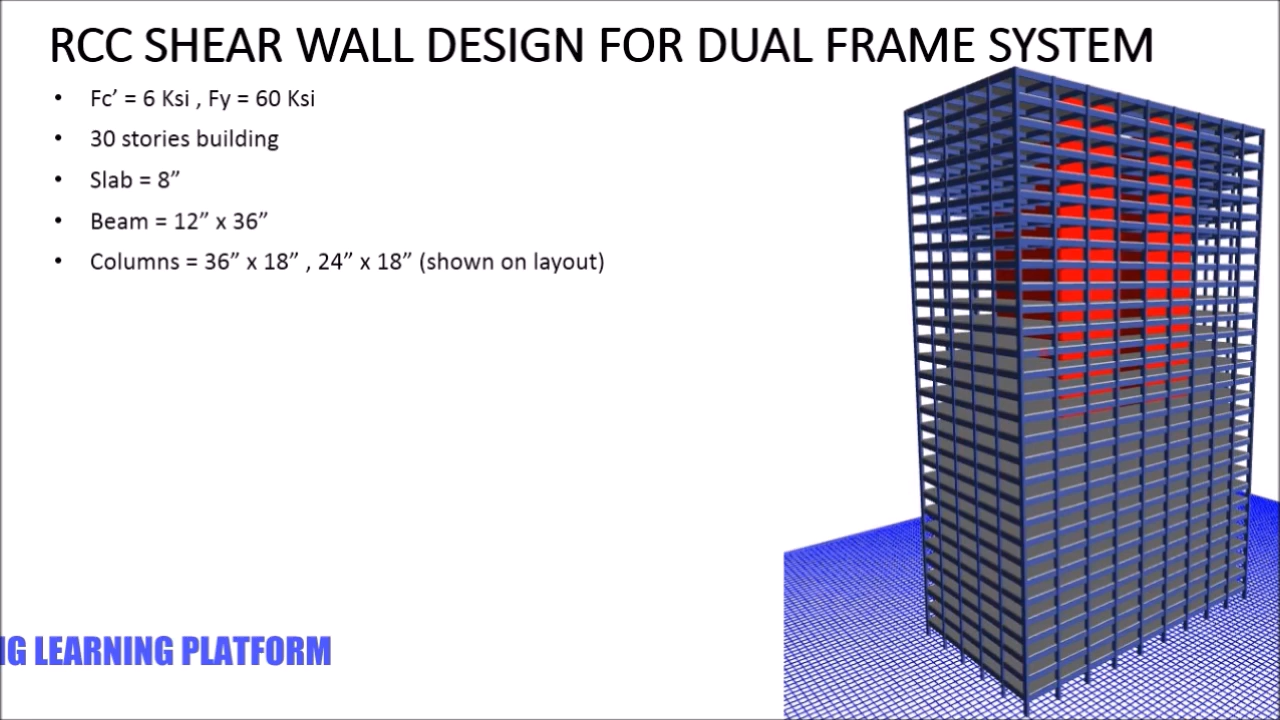 RCC SHEAR WALL DESIGN FOR DUAL FRAME SYSTEM
• Fc’ = 6 Ksi , Fy = 60 Ksi
• 30 stories building
• Slab = 8”
• Beam = 12” x 36”
• Columns = 36” x 18” , 24” x 18” (shown on layout)
NG LEARNING PLATFORM